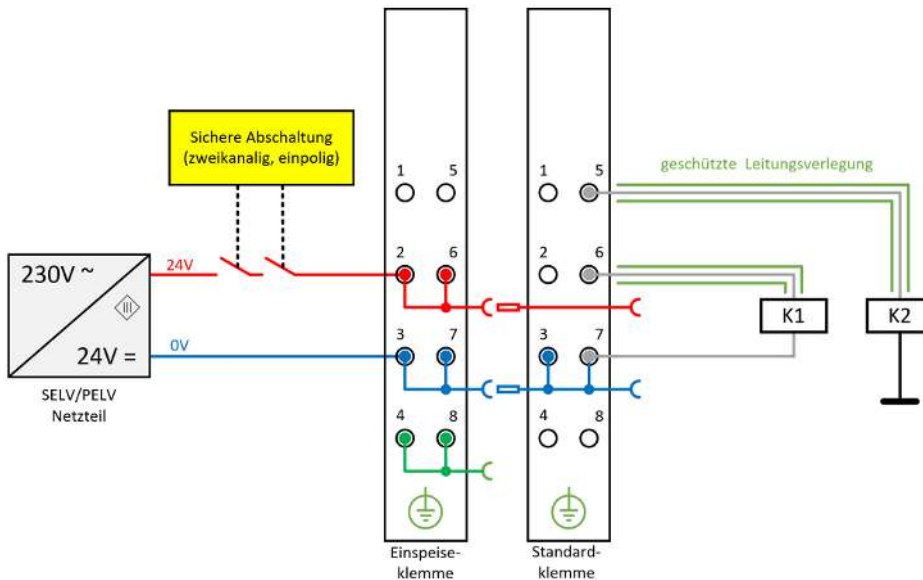 Sichere Abschaltung
(zweikanalig, einpolig)
geschützte Leitungsverlegung
1 5
1 5
2 6
2 6
230V ~
24V
III
K1
K2
3 7
3 7
24V =
0V
SELV/PELV
Netzteil
4 8
4 8
Einspeise-
klemme
Standard-
klemme